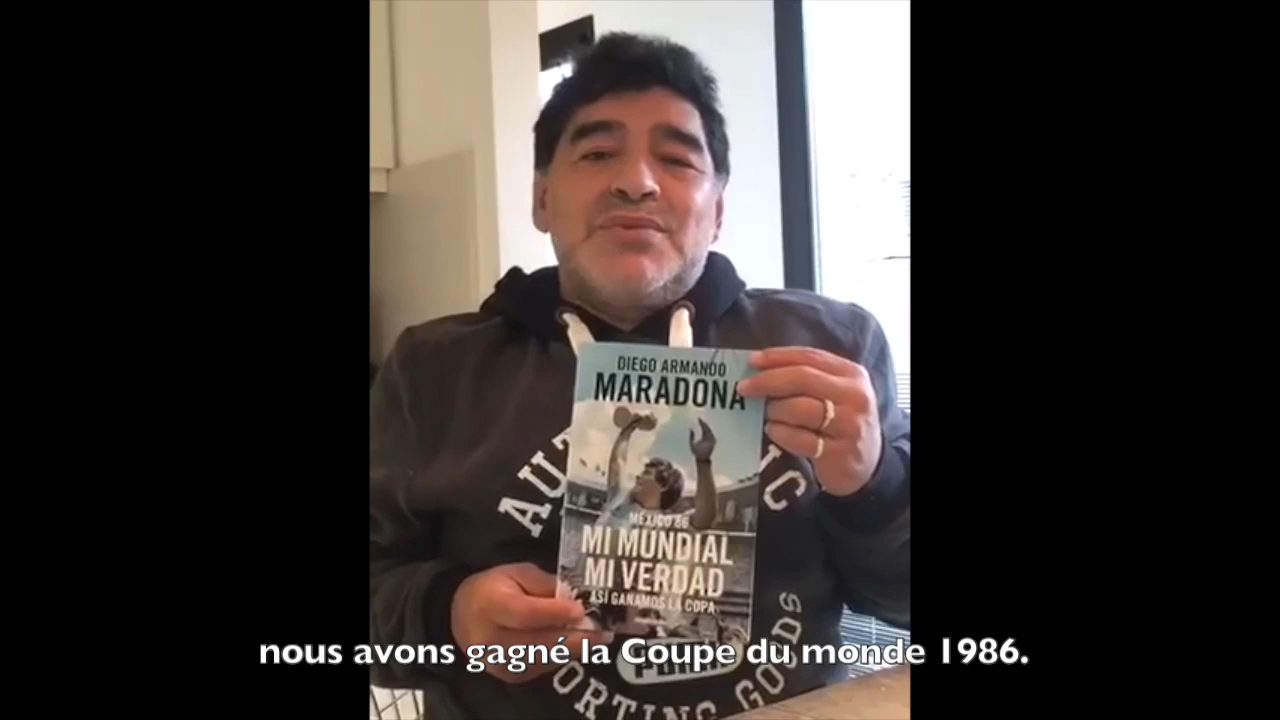 DIEGO ARMANDO
MARADONA
MÉXICO 86
MI MUNDIAL
MI VERDAD
ASÍ GANAMOS LA COPA
nous avons gagné la Coupe du monde 1986.
GOODS